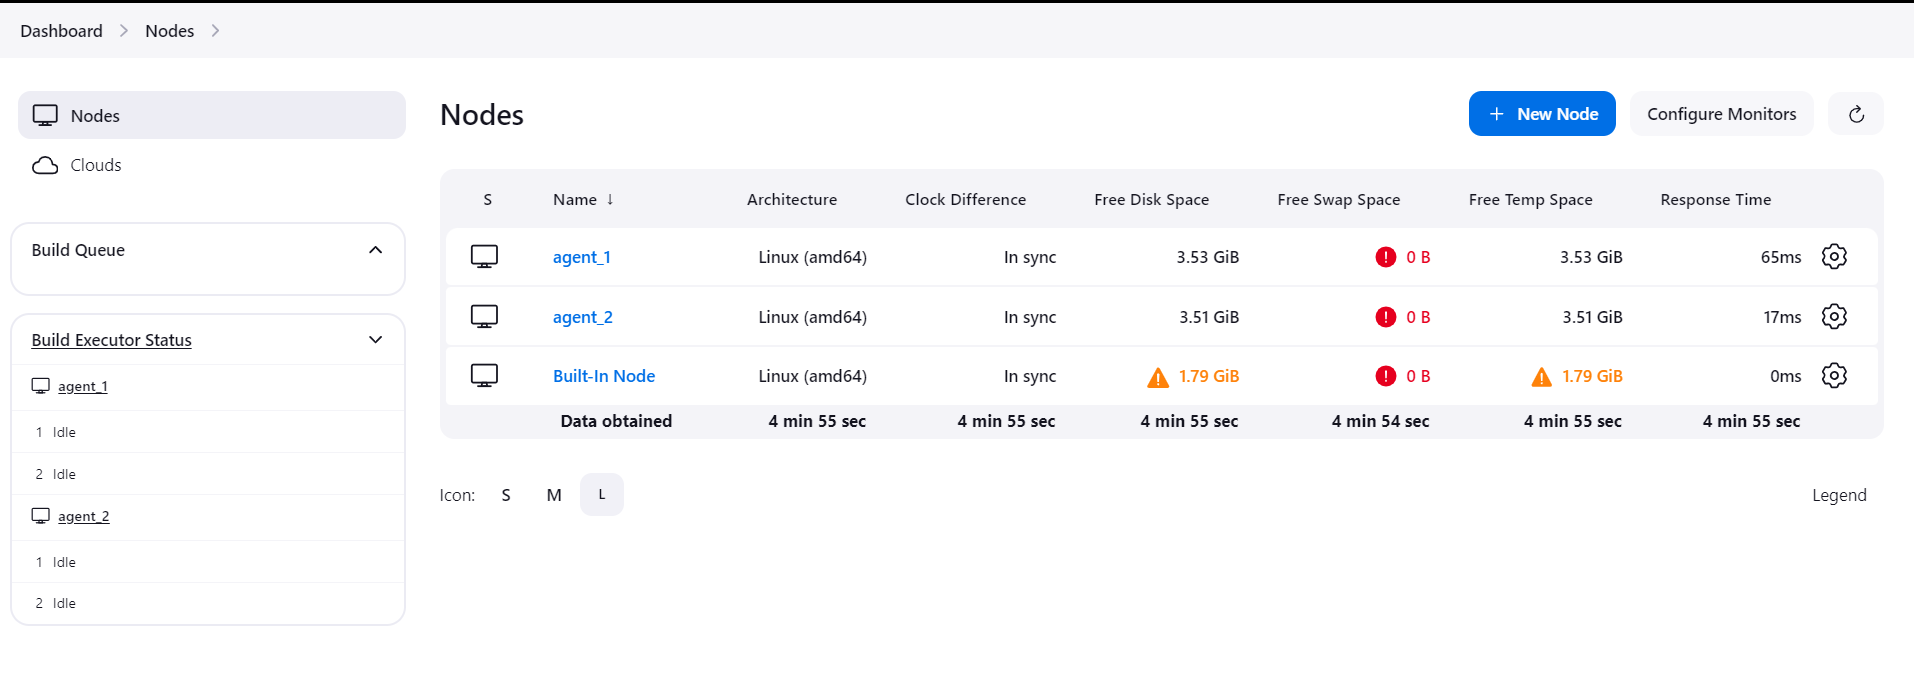 Dashboard Nodes
Nodes
Clouds
Build Queue
Build Executor Status
agent_1
1 Idle
2 Idle
agent_2
1 Idle
2 Idle
Nodes
+ New Node
Configure Monitors
S Name ↓ Architecture Clock Difference Free Disk Space Free Swap Space Free Temp Space Response Time
agent_1 Linux (amd64) In sync 3.53 GiB 0 B 3.53 GiB 65ms
agent_2 Linux (amd64) In sync 3.51 GiB 0 B 3.51 GiB 17ms
Built-In Node Linux (amd64) In sync 1.79 GiB 0 B 1.79 GiB 0ms
Data obtained 4 min 55 sec 4 min 55 sec 4 min 55 sec 4 min 54 sec 4 min 55 sec 4 min 55 sec
Icon: S M L
Legend